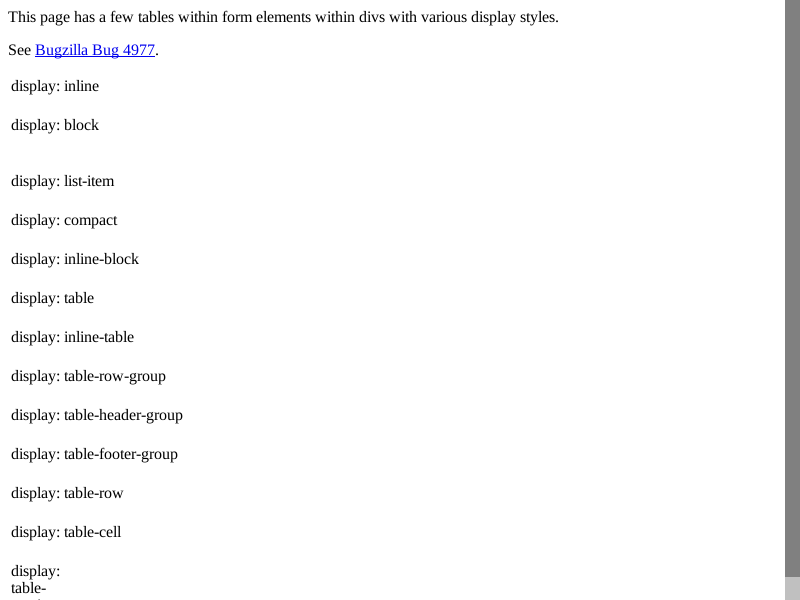 This page has a few tables within form elements within divs with various display styles.
See Bugzilla Bug 4977.
display: inline
display: block
display: list-item
display: compact
display: inline-block
display: table
display: inline-table
display: table-row-group
display: table-header-group
display: table-footer-group
display: table-row
display: table-cell
display:
table-